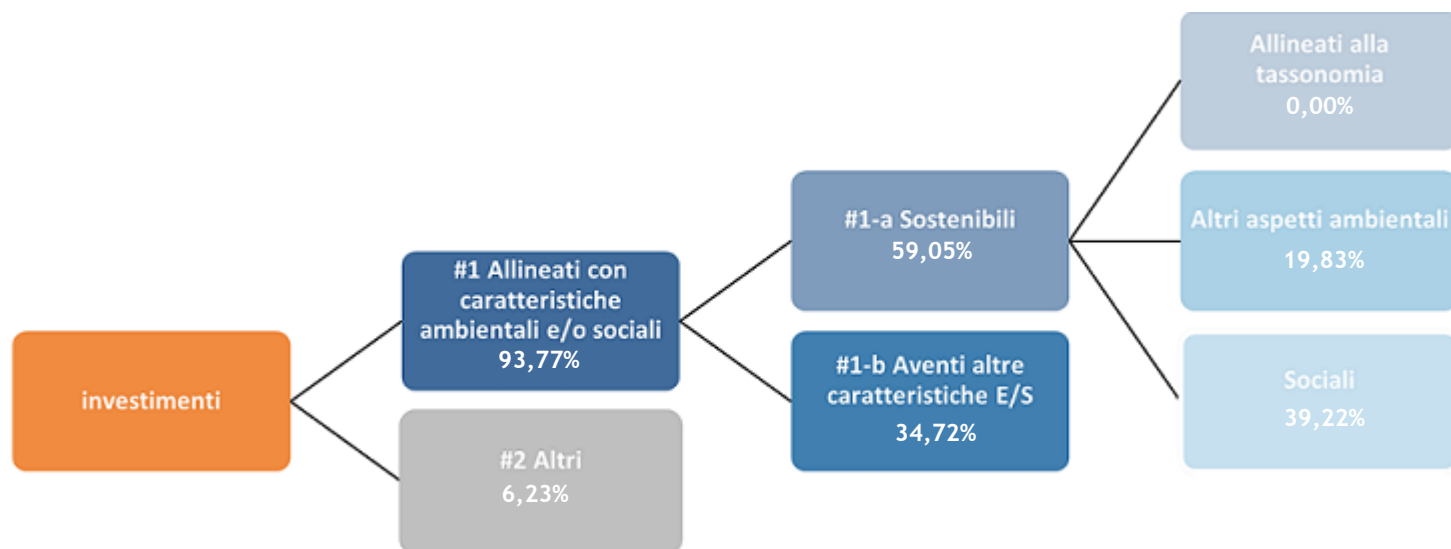 investimenti
#1 Allineati con
caratteristiche
ambientali e/o sociali
93,77%
#2 Altri
6,23%
#1-a Sostenibili
59,05%
#1-b Aventi altre
caratteristiche E/S
34,72%
Allineati alla
tassonomia
0,00%
Altri aspetti ambientali
19,83%
Sociali
39,22%